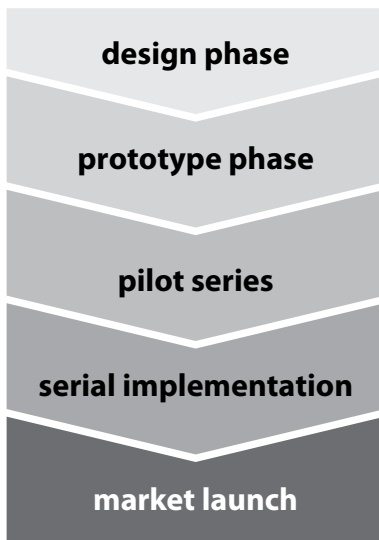 design phase
prototype phase
pilot series
serial implementation
market launch